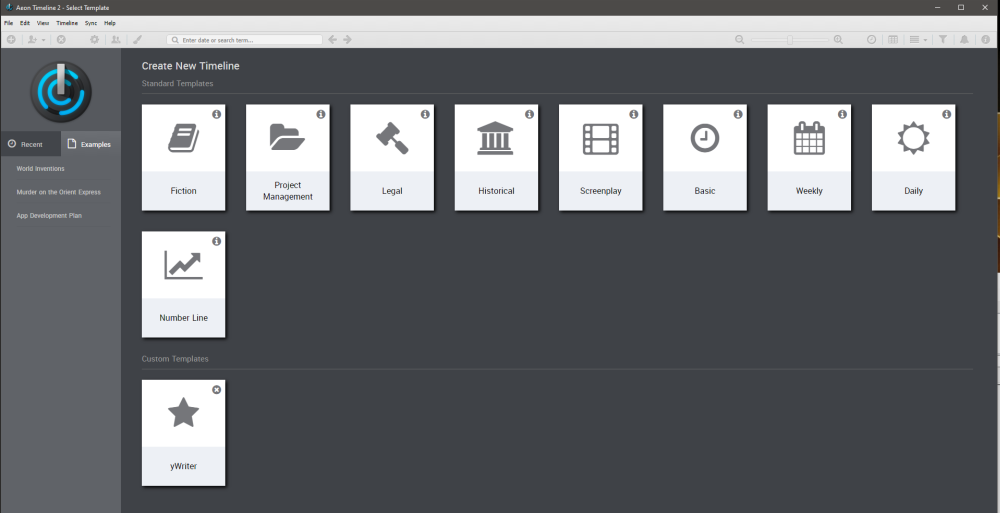 Aeon Timeline 2 - Select Template
File Edit View Timeline Sync Help
Enter date or search term...
Create New Timeline
Standard Templates
Recent
Examples
World Inventions
Murder on the Orient Express
App Development Plan
Fiction
Project
Management
Legal
Historical
Screenplay
Basic
Weekly
Daily
Number Line
Custom Templates
yWriter